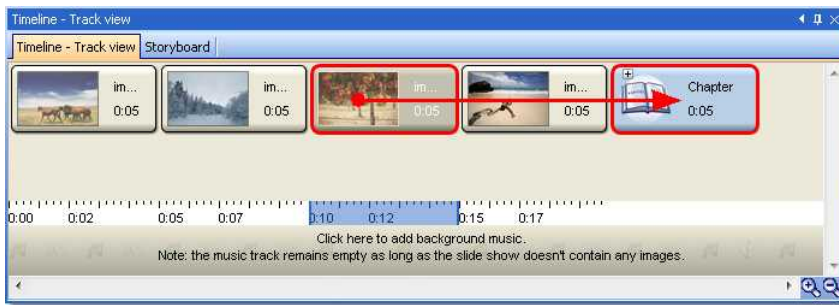 Timeline - Track view
Timeline - Track view Storyboard
im... im... im... im... Chapter
0:05 0:05 0:05 0:05 0:05
0:00 0:02 0:05 0:07 0:10 0:12 0:15 0:17
Click here to add background music.
Note: the music track remains empty as long as the slide show doesn't contain any images.